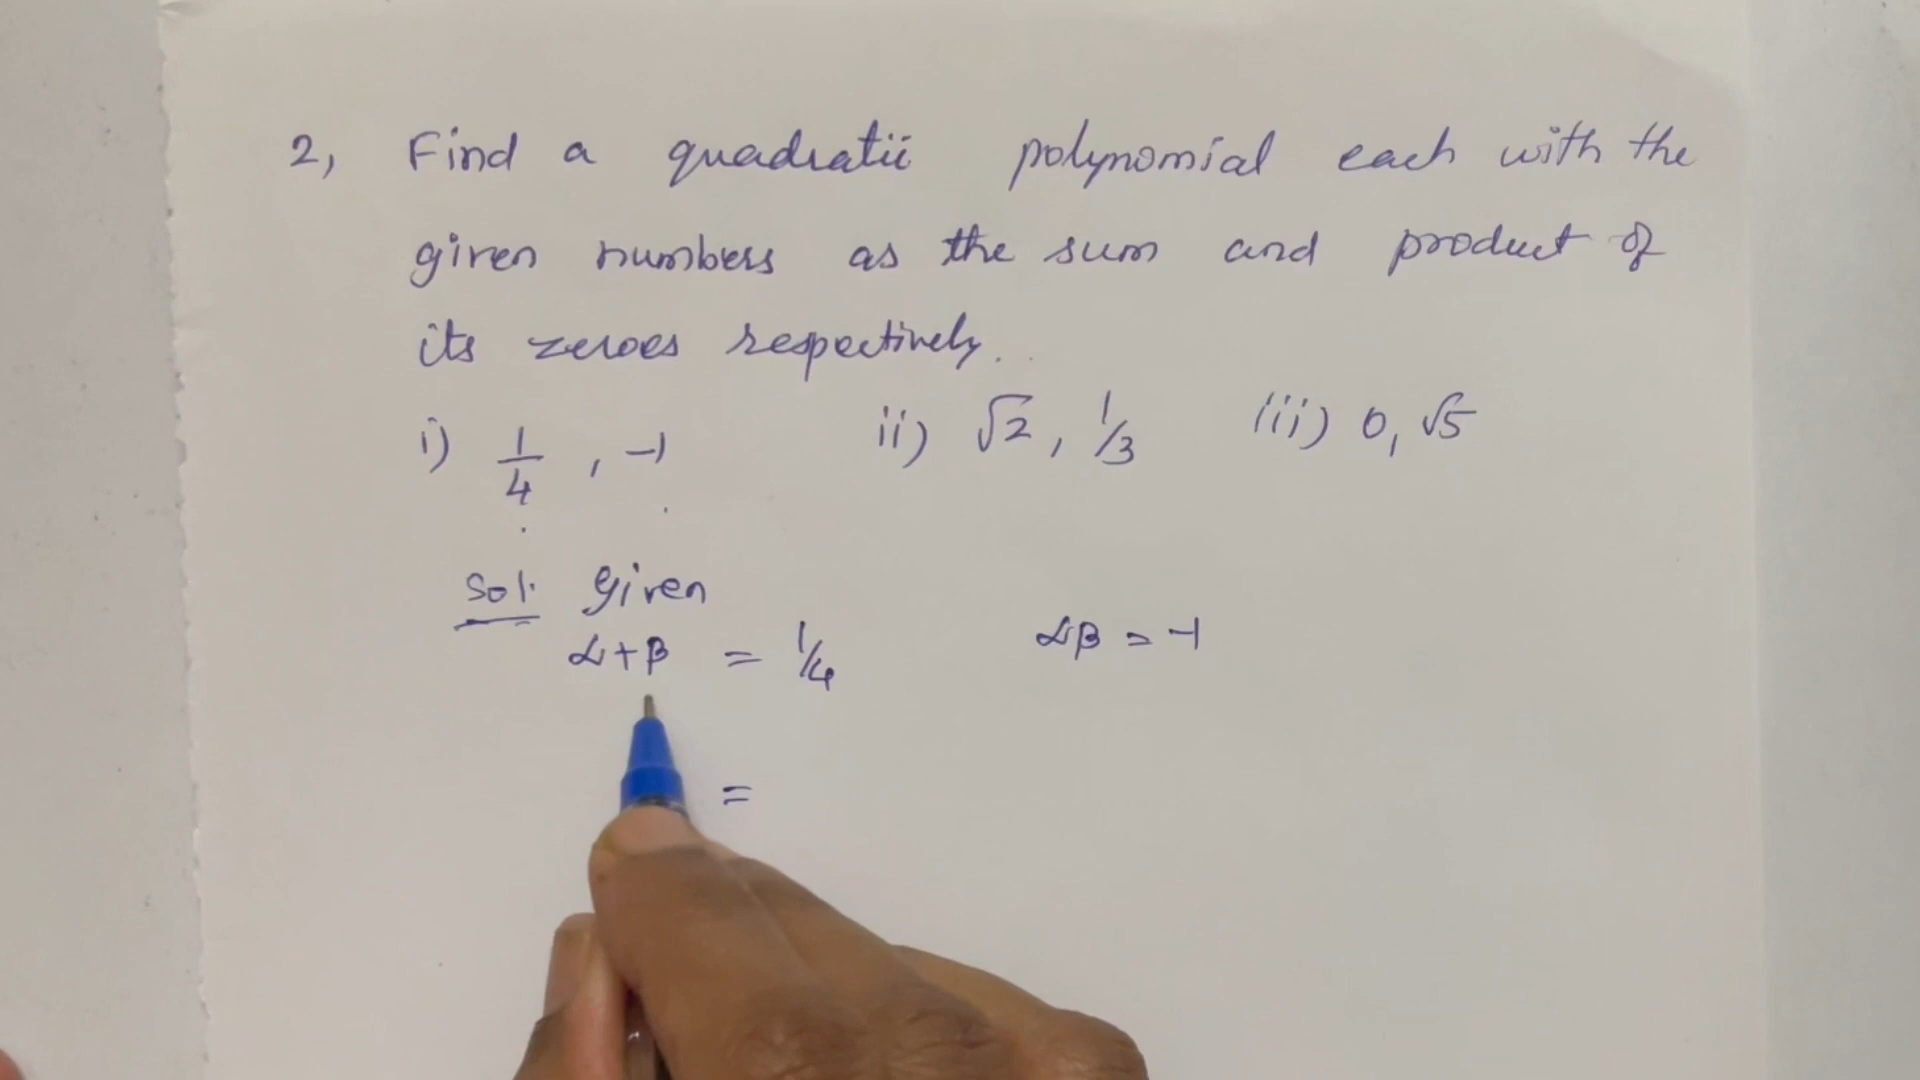 2, Find a quadratic polynomial each with the
given numbers as the sum and product of
its zeroes respectively.
i) 1/4 , -1 ii) √2, 1/3 (iii) 0, √5
Sol. Given
α+β = 1/4 αβ = -1
=